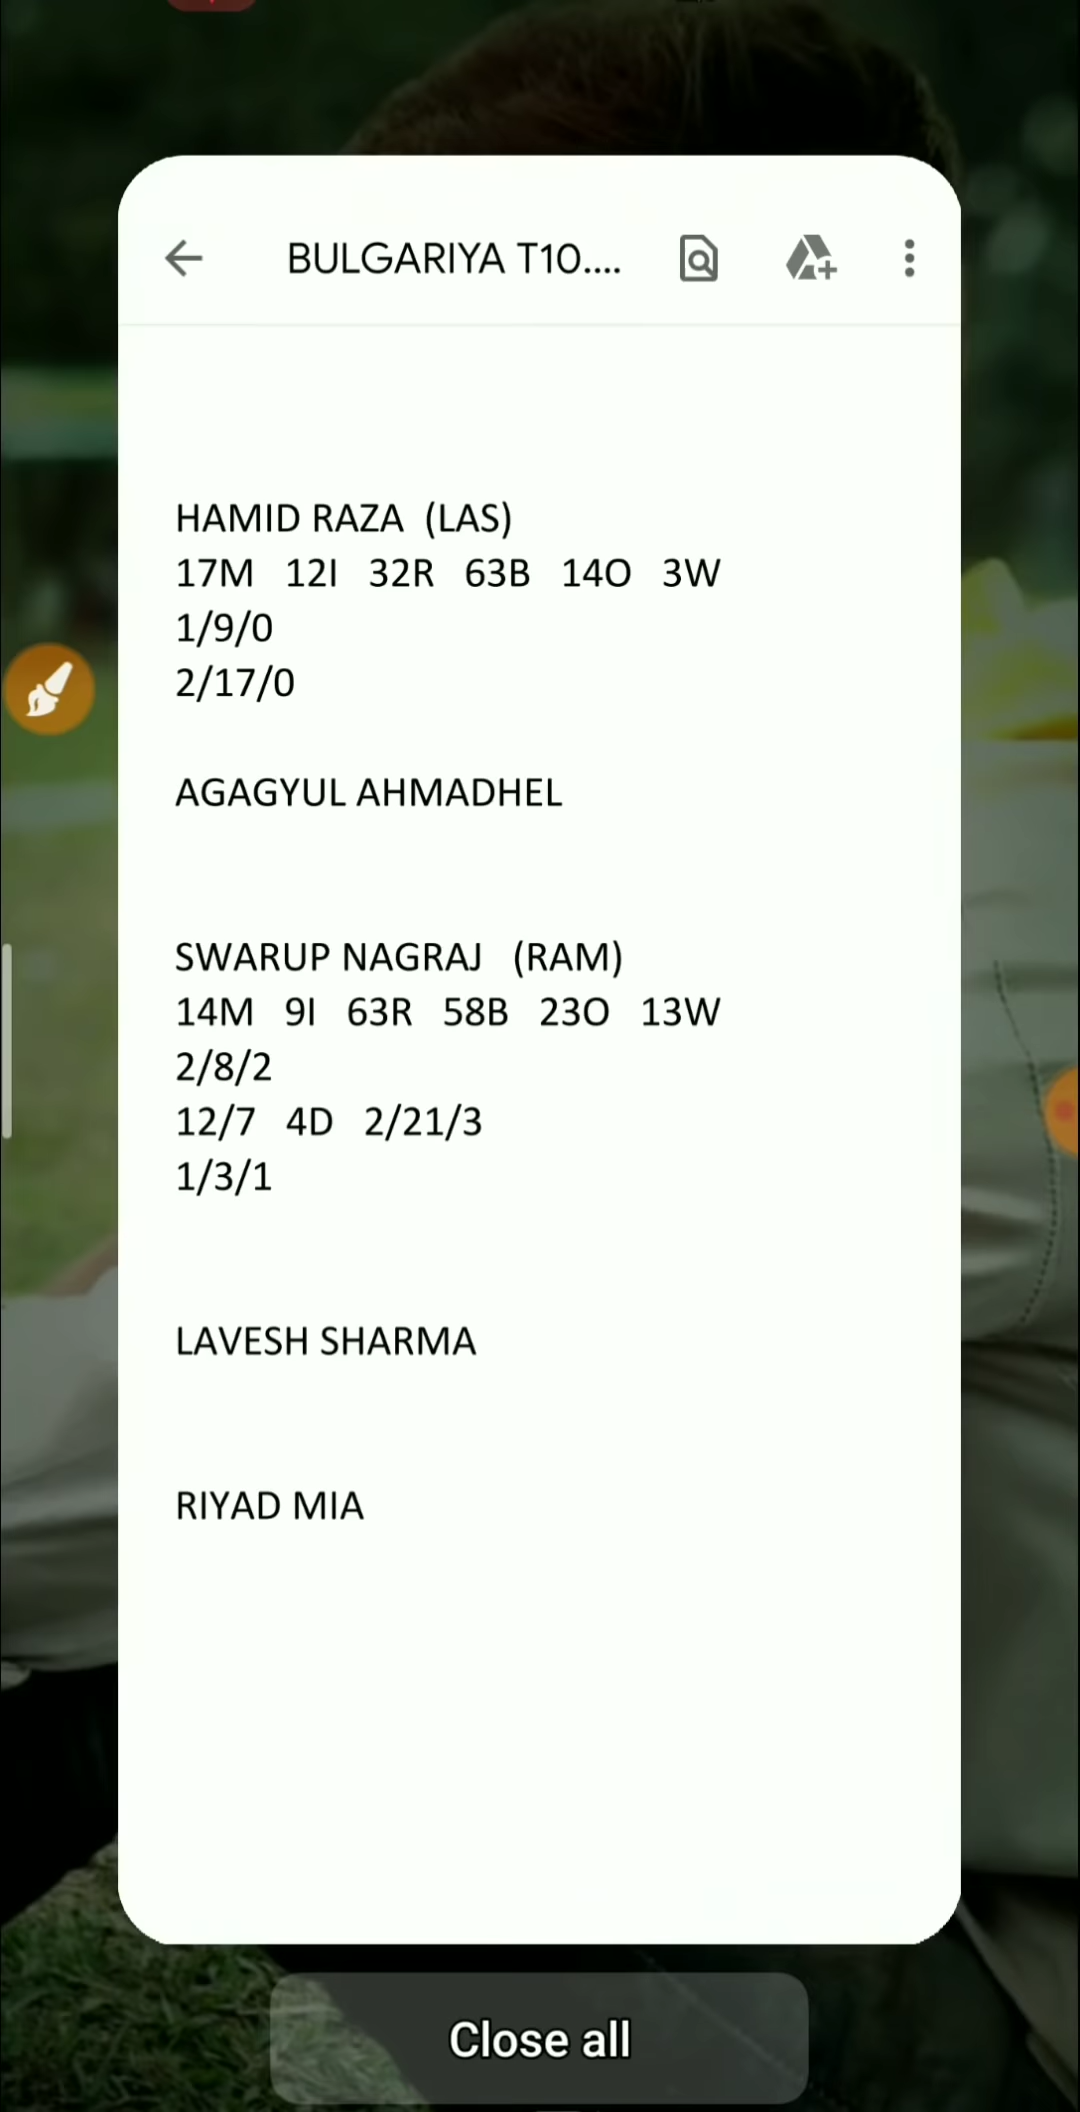 BULGARIYA T10....
HAMID RAZA (LAS)
17M 12I 32R 63B 14O 3W
1/9/0
2/17/0
AGAGYUL AHMADHEL
SWARUP NAGRAJ (RAM)
14M 9I 63R 58B 23O 13W
2/8/2
12/7 4D 2/21/3
1/3/1
LAVESH SHARMA
RIYAD MIA
Close all